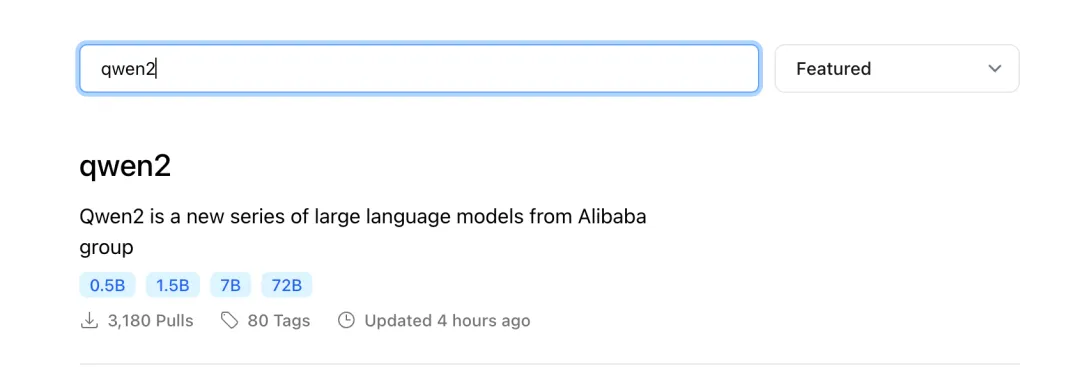 qwen2
Featured
qwen2
Qwen2 is a new series of large language models from Alibaba
group
0.5B 1.5B 7B 72B
3,180 Pulls 80 Tags Updated 4 hours ago